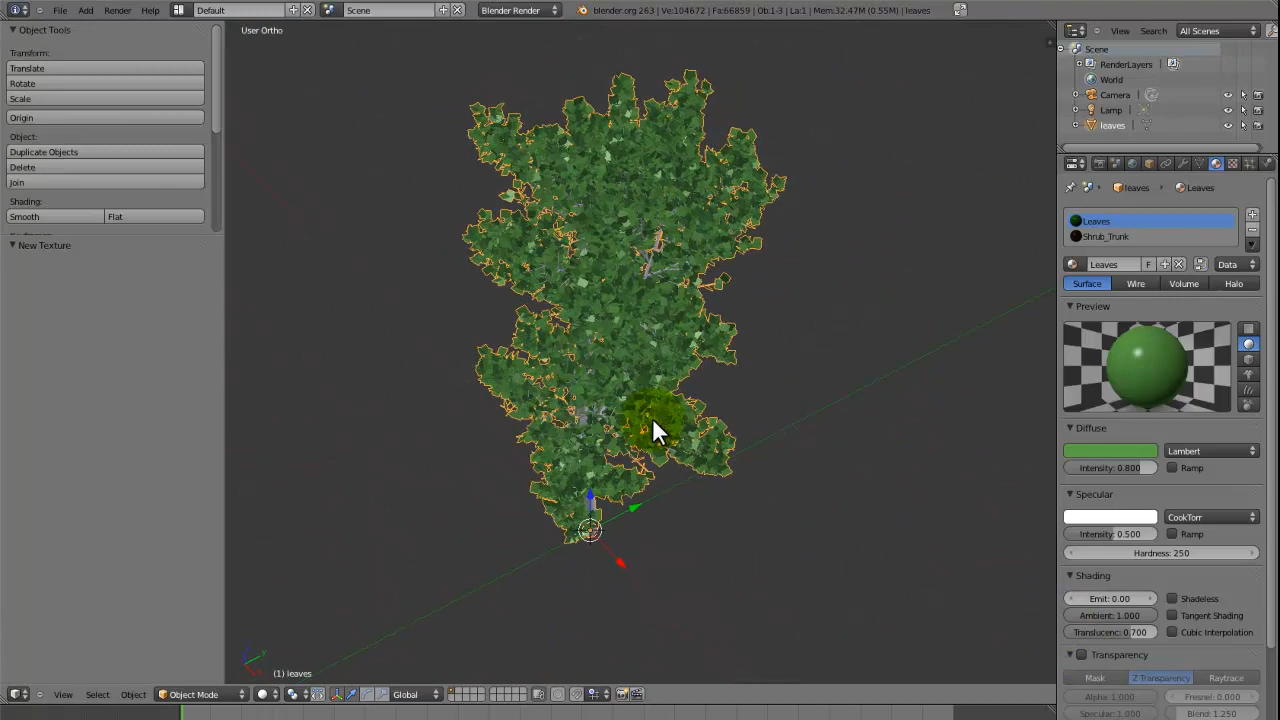 File Add Render Help Default Scene Blender Render blender.org 263 | Ve:104672 | Fa:66859 | Ob:1-3 | La:1 | Mem:32.47M (0.55M) | leaves
Object Tools
Transform:
Translate
Rotate
Scale
Origin
Object:
Duplicate Objects
Delete
Join
Shading:
Smooth Flat
New Texture
User Ortho
(1) leaves
View Select Object Object Mode Global
View Search All Scenes
Scene
RenderLayers
World
Camera
Lamp
leaves
leaves Leaves
Leaves
Shrub_Trunk
Leaves F Data
Surface Wire Volume Halo
Preview
Diffuse
Lambert
Intensity: 0.800 Ramp
Specular
CookTorr
Intensity: 0.500 Ramp
Hardness: 250
Shading
Emit: 0.00 Shadeless
Ambient: 1.000 Tangent Shading
Translucenc: 0.700 Cubic Interpolation
Transparency
Mask Z Transparency Raytrace
Alpha: 1.000 Fresnel: 0.000
Specular: 1.000 Blend: 1.250